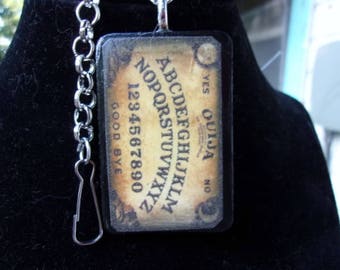 YES OUIJA NO
ABCDEFGHIJKLM
NOPQRSTUVWXYZ
1234567890
GOOD BYE